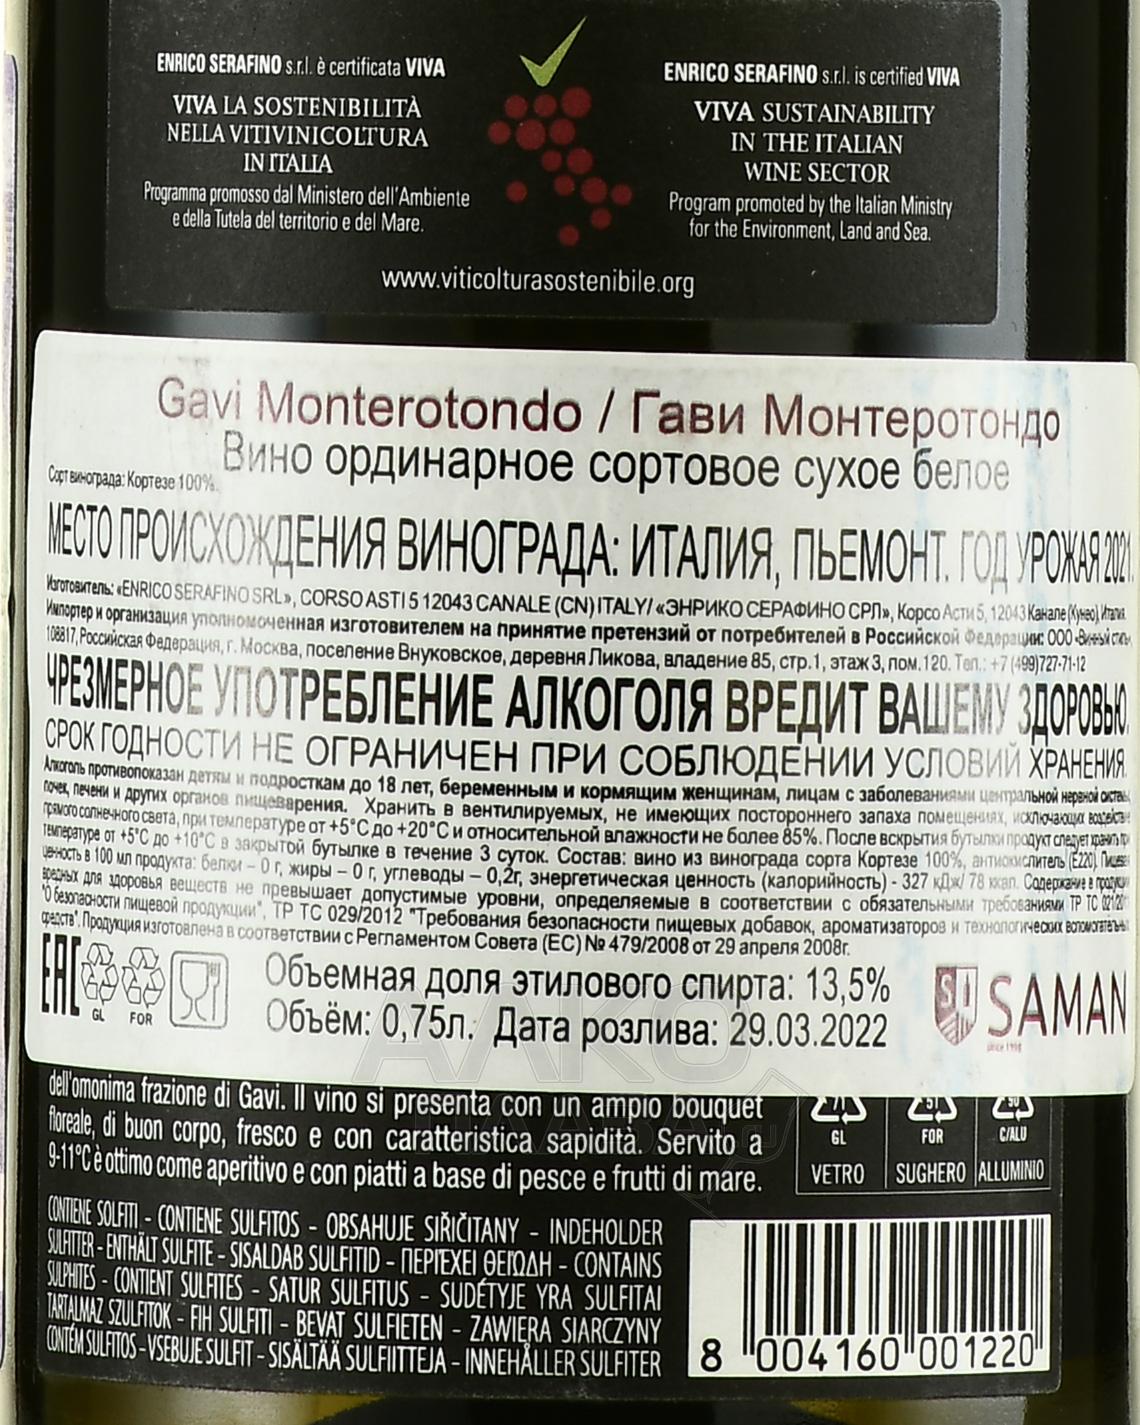 ENRICO SERAFINO s.r.l. è certificata VIVA
VIVA LA SOSTENIBILITÀ
NELLA VITIVINICOLTURA
IN ITALIA
Programma promosso dal Ministero dell'Ambiente
e della Tutela del territorio e del Mare.
ENRICO SERAFINO s.r.l. is certified VIVA
VIVA SUSTAINABILITY
IN THE ITALIAN
WINE SECTOR
Program promoted by the Italian Ministry
for the Environment, Land and Sea.
www.viticolturasostenibile.org
Gavi Monterotondo / Гави Монтеротондо
Вино ординарное сортовое сухое белое
Сорт винограда: Кортезе 100%.
МЕСТО ПРОИСХОЖДЕНИЯ ВИНОГРАДА: ИТАЛИЯ, ПЬЕМОНТ. ГОД УРОЖАЯ 2021.
Изготовитель: «ENRICO SERAFINO SRL», CORSO ASTI 5 12043 CANALE (CN) ITALY/ «ЭНРИКО СЕРАФИНО СРЛ», Корсо Асти 5, 12043 Канале (Кунео), Италия.
Импортер и организация уполномоченная изготовителем на принятие претензий от потребителей в Российской Федерации: ООО «Винный стиль»,
108817, Российская Федерация, г. Москва, поселение Внуковское, деревня Ликова, владение 85, стр.1, этаж 3, пом.120. Тел.: +7 (499)727-71-12
ЧРЕЗМЕРНОЕ УПОТРЕБЛЕНИЕ АЛКОГОЛЯ ВРЕДИТ ВАШЕМУ ЗДОРОВЬЮ.
СРОК ГОДНОСТИ НЕ ОГРАНИЧЕН ПРИ СОБЛЮДЕНИИ УСЛОВИЙ ХРАНЕНИЯ.
Алкоголь противопоказан детям и подросткам до 18 лет, беременным и кормящим женщинам, лицам с заболеваниями центральной нервной системы,
почек, печени и других органов пищеварения. Хранить в вентилируемых, не имеющих постороннего запаха помещениях, исключающих
прямого солнечного света, при температуре от +5°C до +20°C и относительной влажности не более 85%. После вскрытия бутылки продукт следует хранить при
температуре от +5°C до +10°C в закрытой бутылке в течение 3 суток. Состав: вино из винограда сорта Кортезе 100%, антиокислитель (Е220).
ценность в 100 мл продукта: белки – 0 г, жиры – 0 г, углеводы – 0,2г, энергетическая ценность (калорийность) - 327 кДж/ 78 ккал. Содержание в продукции
вредных для здоровья веществ не превышает допустимые уровни, определяемые в соответствии с обязательными требованиями ТР ТС 021/2011
"О безопасности пищевой продукции", ТР ТС 029/2012 "Требования безопасности пищевых добавок, ароматизаторов и технологических вспомогательных
средств". Продукция изготовлена в соответствии с Регламентом Совета (ЕС) № 479/2008 от 29 апреля 2008г.
EAC
GL
FOR
Объемная доля этилового спирта: 13,5%
Объём: 0,75л. Дата розлива: 29.03.2022
SAMAN
since 1998
dell'omonima frazione di Gavi. Il vino si presenta con un ampio bouquet
floreale, di buon corpo, fresco e con caratteristica sapidità. Servito a
9-11°C è ottimo come aperitivo e con piatti a base di pesce e frutti di mare.
GL
FOR
C/ALU
VETRO
SUGHERO
ALLUMINIO
CONTIENE SOLFITI - CONTIENE SULFITOS - OBSAHUJE SIŘIČITANY - INDEHOLDER
SULFITTER - ENTHÄLT SULFITE - SISALDAB SULFITID - ΠΕΡΙΈΧΕΙ ΘΕΙΏΔΗ - CONTAINS
SULPHITES - CONTIENT SULFITES - SATUR SULFITUS - SUDÉTYJE YRA SULFITAI
TARTALMAZ SZULFITOK - FIH SULFITI - BEVAT SULFIETEN - ZAWIERA SIARCZYNY
CONTÉM SULFITOS - VSEBUJE SULFIT - SISÄLTÄÄ SULFIITTEJA - INNEHÅLLER SULFITER
8 004160 001220